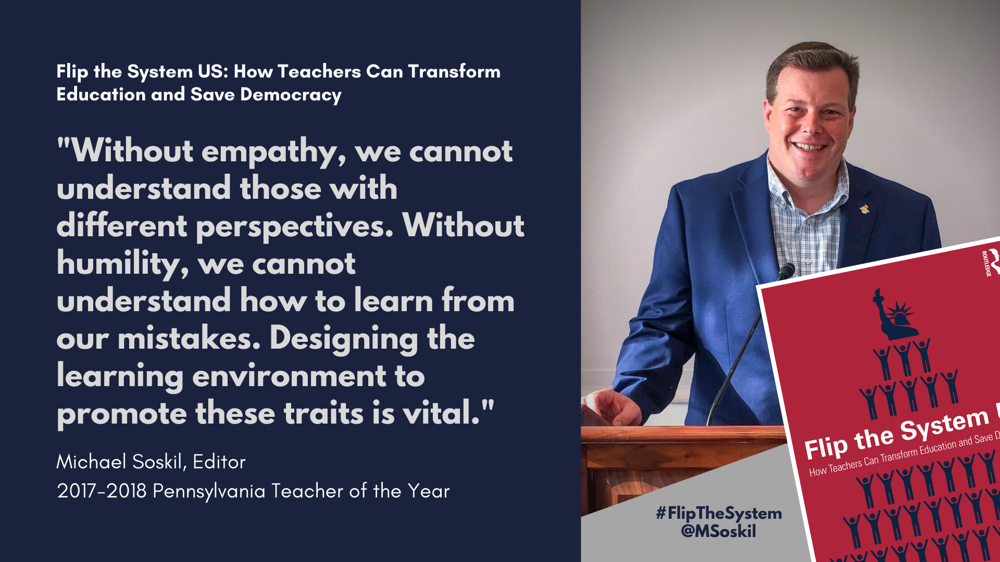 Flip the System US: How Teachers Can Transform
Education and Save Democracy
"Without empathy, we cannot
understand those with
different perspectives. Without
humility, we cannot
understand how to learn from
our mistakes. Designing the
learning environment to
promote these traits is vital."
Michael Soskil, Editor
2017-2018 Pennsylvania Teacher of the Year
ROUTLEDGE
Flip the System
How Teachers Can Transform Education and Save D
#FlipTheSystem
@MSoskil